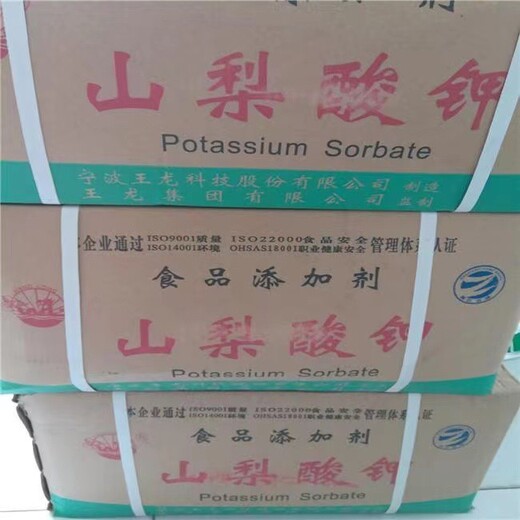 山梨酸钾
Potassium Sorbate
宁波王龙科技股份有限公司 制造
王龙集团有限公司 监制
本企业通过 ISO9001质量 ISO22000食品安全 管理体系认证
ISO14001环境 OHSAS18001职业健康安全
食品添加剂
山梨酸钾
Potassium Sorbate
本企业通过 ISO9001质量 ISO22000食品安全 管理体系认证
ISO14001环境 OHSAS18001职业健康安全
食品添加剂
山梨酸钾
Potassium Sorbate